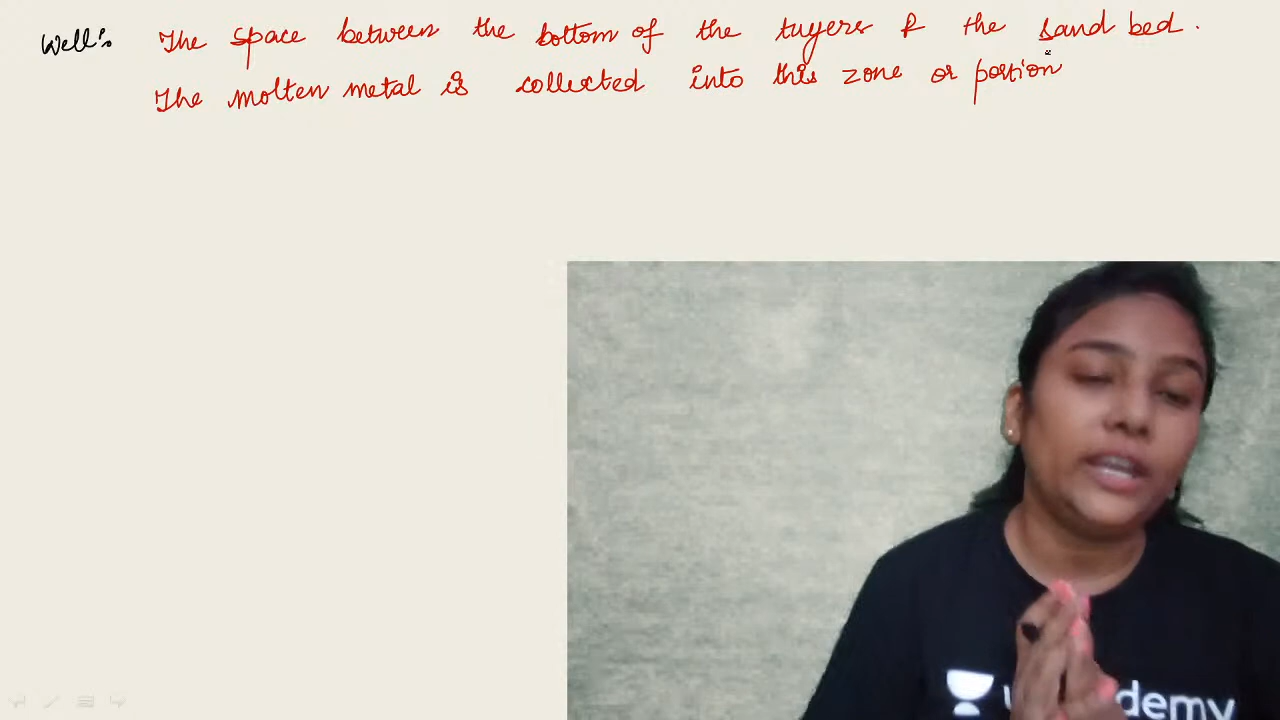 Well:- The space between the bottom of the tuyers & the sand bed.
The molten metal is collected into this zone or portion